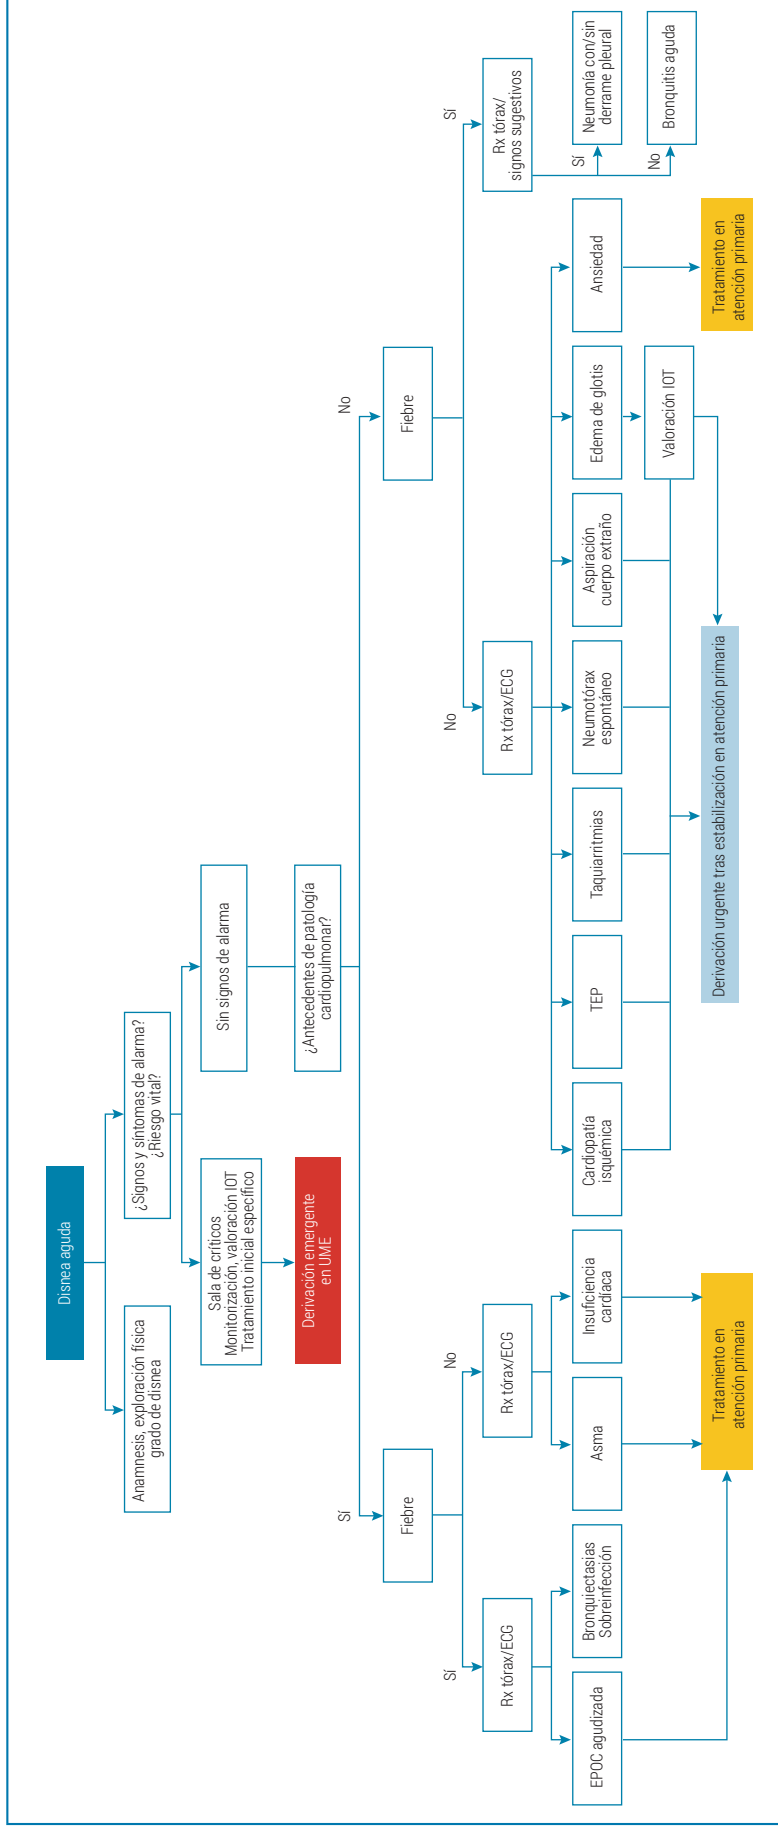 Disnea aguda
Anamnesis, exploración física
grado de disnea
¿Signos y síntomas de alarma?
¿Riesgo vital?
Sala de críticos
Monitorización, valoración IOT
Tratamiento inicial específico
Sin signos de alarma
Derivación emergente
en UME
¿Antecedentes de patología
cardiopulmonar?
Sí
No
Fiebre
Fiebre
Sí
No
No
Sí
Rx tórax/ECG
Rx tórax/ECG
Rx tórax/ECG
Rx tórax/
signos sugestivos
EPOC agudizada
Bronquiectasias
Sobreinfección
Asma
Insuficiencia
cardíaca
Cardiopatía
isquémica
TEP
Taquiarritmias
Neumotórax
espontáneo
Aspiración
cuerpo extraño
Edema de glotis
Ansiedad
Sí
Neumonía con/sin
derrame pleural
No
Bronquitis aguda
Valoración IOT
Tratamiento en
atención primaria
Derivación urgente tras estabilización en atención primaria
Tratamiento en
atención primaria